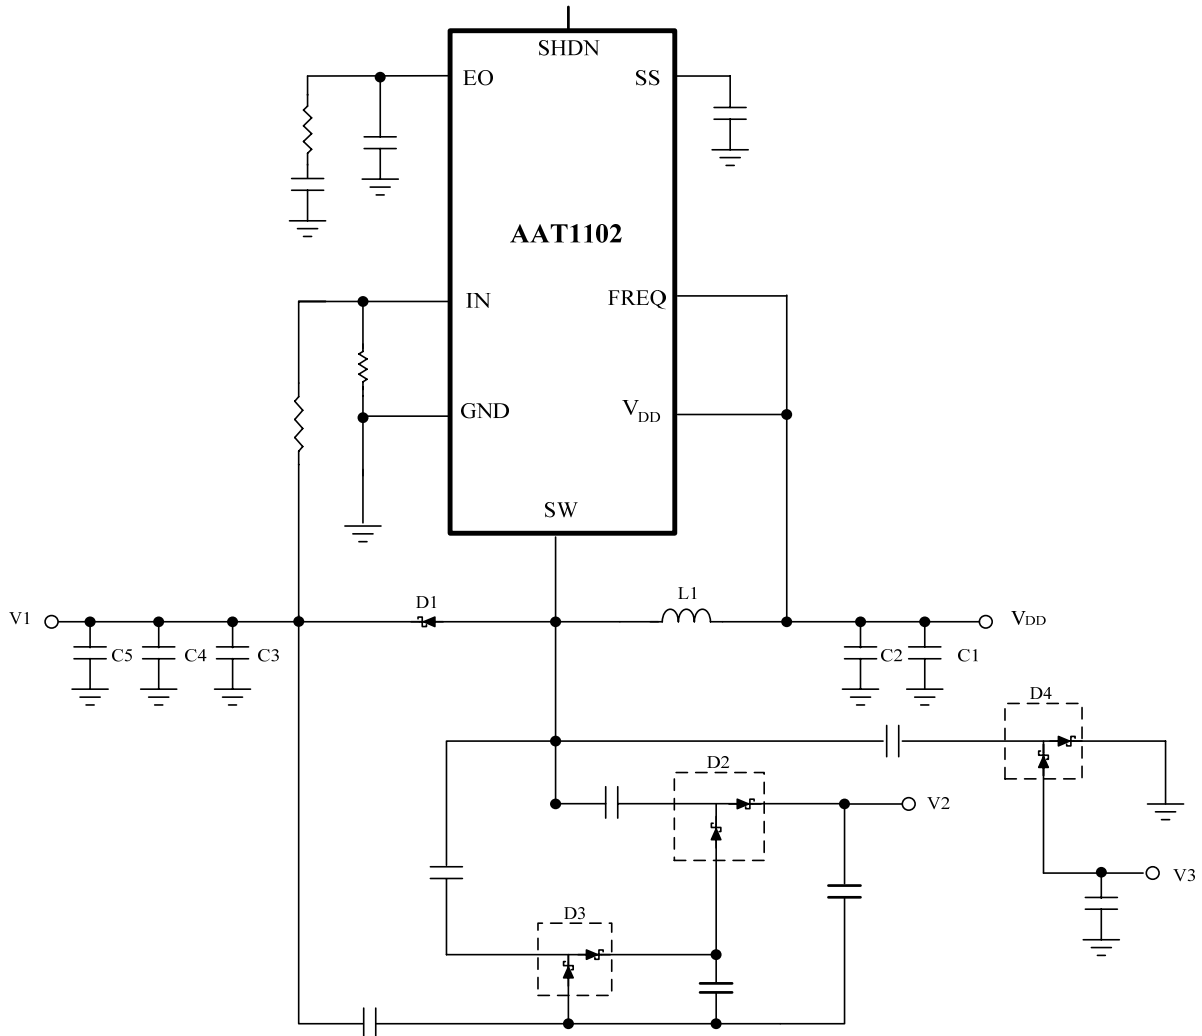 SHDN
EO
SS
AAT1102
IN
FREQ
GND
VDD
SW
V1
D1
L1
VDD
C5
C4
C3
C2
C1
D4
D2
V2
V3
D3